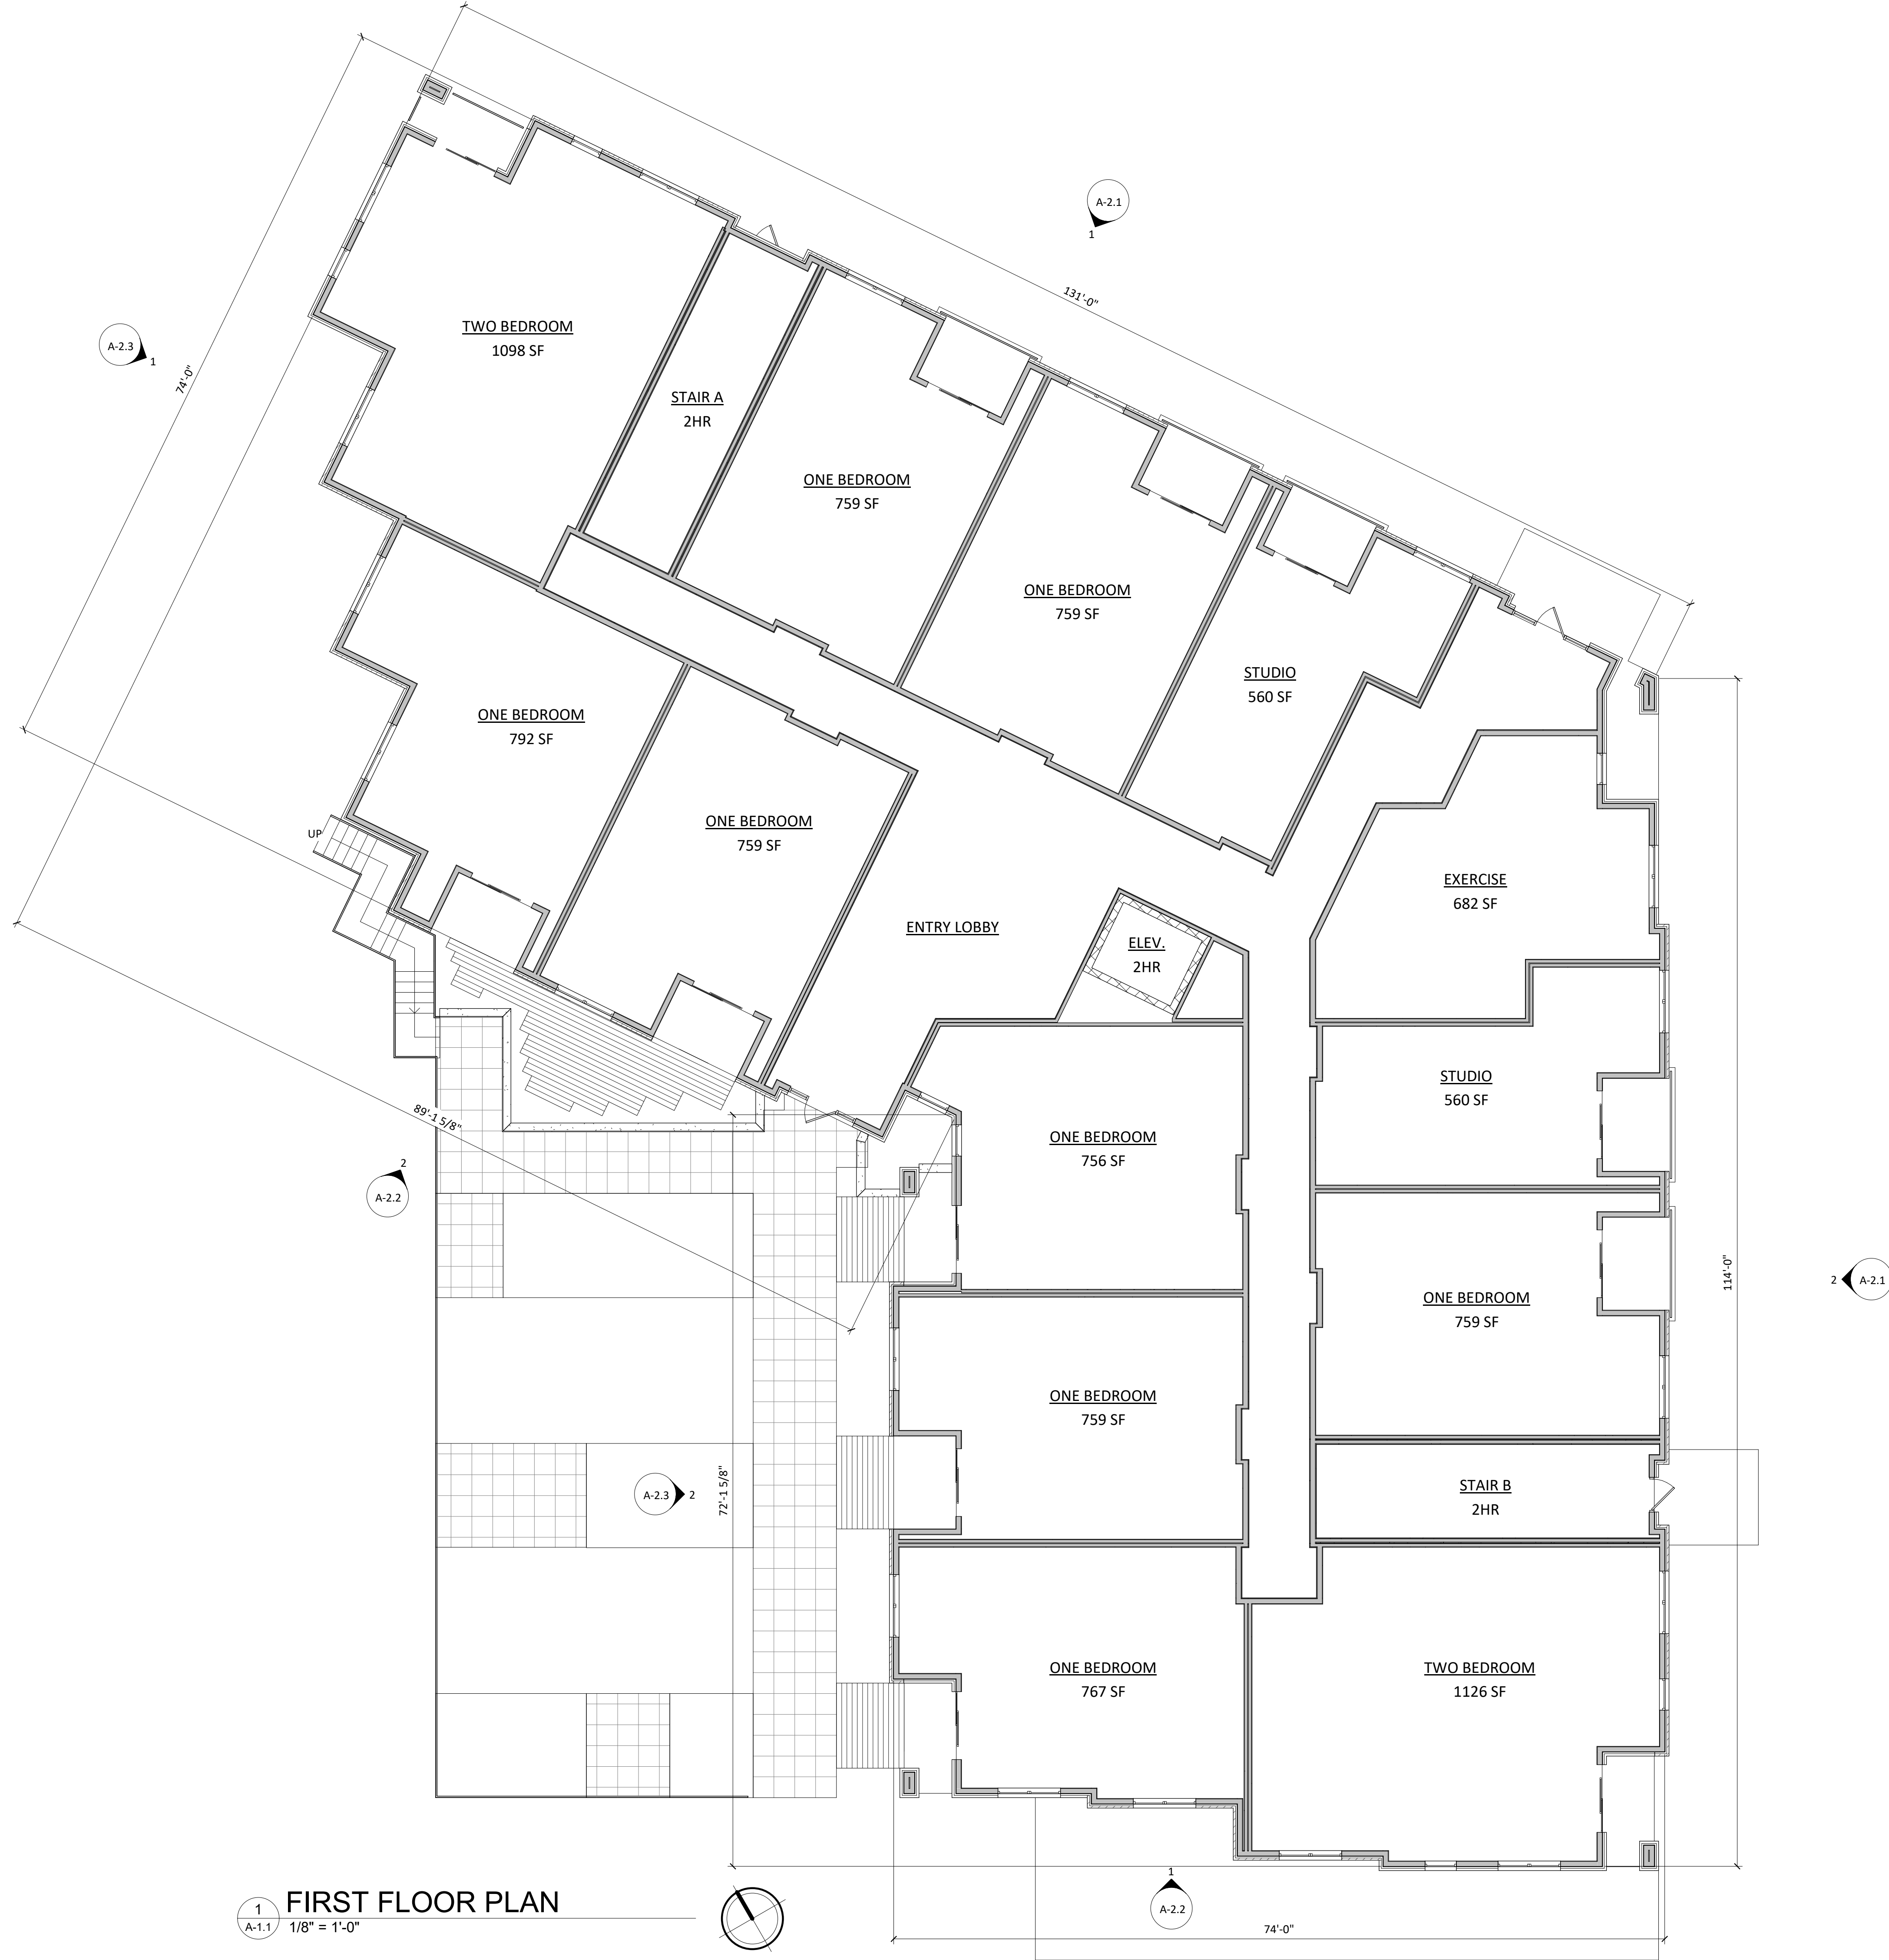 A-2.1
1
131'-0"
A-2.3
1
74'-0"
TWO BEDROOM
1098 SF
STAIR A
2HR
ONE BEDROOM
759 SF
ONE BEDROOM
759 SF
STUDIO
560 SF
ONE BEDROOM
792 SF
ONE BEDROOM
759 SF
UP
EXERCISE
682 SF
ENTRY LOBBY
ELEV.
2HR
STUDIO
560 SF
89'-1 5/8"
ONE BEDROOM
756 SF
2
A-2.2
114'-0"
2
A-2.1
ONE BEDROOM
759 SF
ONE BEDROOM
759 SF
A-2.3
2
72'-1 5/8"
STAIR B
2HR
ONE BEDROOM
767 SF
TWO BEDROOM
1126 SF
1
A-2.2
74'-0"
1
A-1.1
FIRST FLOOR PLAN
1/8" = 1'-0"